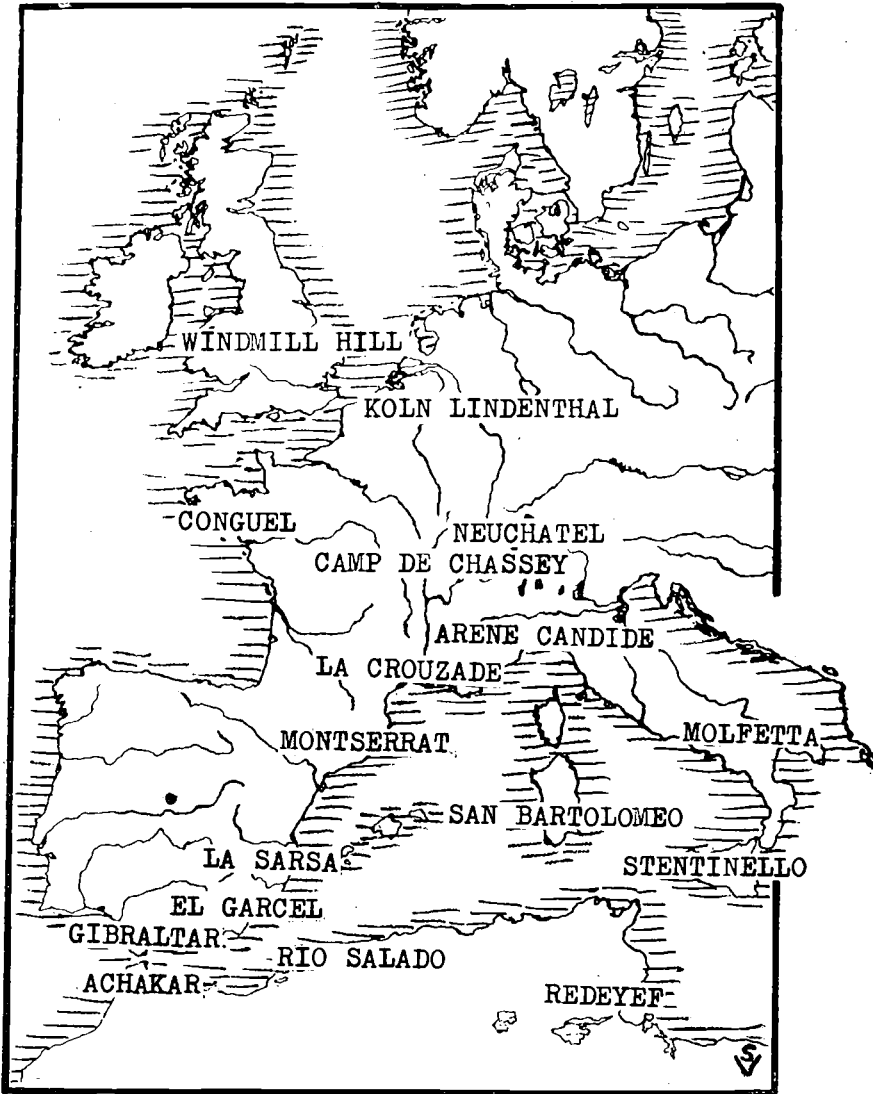 WINDMILL HILL
KOLN LINDENTHAL
CONGUEL
NEUCHATEL
CAMP DE CHASSEY
ARENE CANDIDE
LA CROUZADE
MOLFETTA
MONTSERRAT
SAN BARTOLOMEO
LA SARSA
STENTINELLO
EL GARCEL
GIBRALTAR
RIO SALADO
ACHAKAR
REDEYEF
S